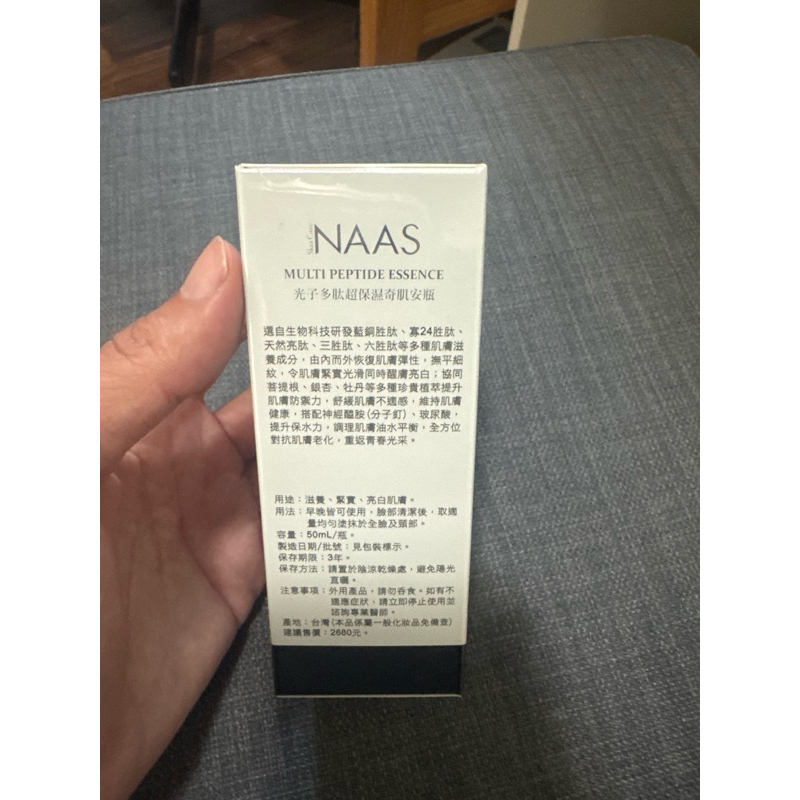 Skin Care NAAS
MULTI PEPTIDE ESSENCE
光子多肽超保濕奇肌安瓶
選自生物科技研發藍銅胜肽、寡24胜肽、
天然亮肽、三胜肽、六胜肽等多種肌膚滋
養成分，由內而外恢復肌膚彈性，撫平細
紋，令肌膚緊實光滑同時醒膚亮白；協同
菩提根、銀杏、牡丹等多種珍貴植萃提升
肌膚防禦力，舒緩肌膚不適感，維持肌膚
健康，搭配神經醯胺(分子釘)、玻尿酸，
提升保水力，調理肌膚油水平衡，全方位
對抗肌膚老化，重返青春光采。
用途：滋養、緊實、亮白肌膚。
用法：早晚皆可使用，臉部清潔後，取適
量均勻塗抹於全臉及頸部。
容量：50mL/瓶。
製造日期/批號：見包裝標示。
保存期限：3年。
保存方法：請置於陰涼乾燥處，避免陽光
直曬。
注意事項：外用產品，請勿吞食。如有不
適應症狀，請立即停止使用並
諮詢專業醫師。
產地：台灣(本品係屬一般化妝品免備查)
建議售價：2680元。